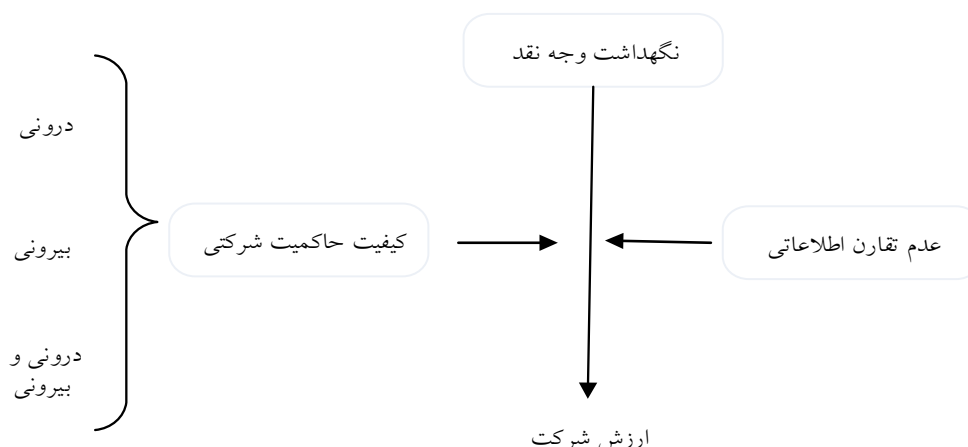 نگهداشت وجه نقد
درونی
بیرونی
درونی و
بیرونی
کیفیت حاکمیت شرکتی
عدم تقارن اطلاعاتی
ارزش شرکت